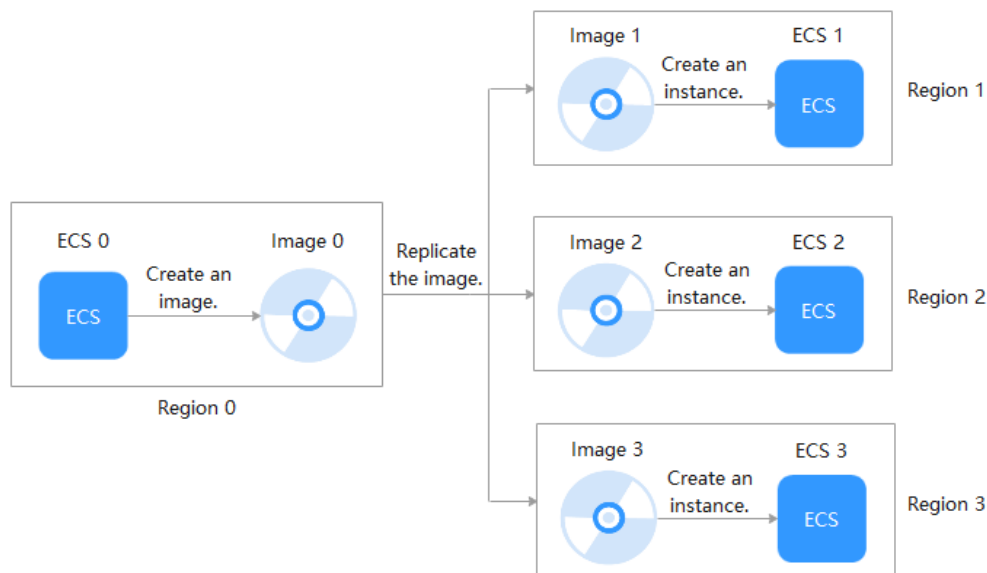 ECS 0
Image 0
Create an
image.
ECS
Region 0
Replicate
the image.
Image 1
ECS 1
Create an
instance.
ECS
Region 1
Image 2
ECS 2
Create an
instance.
ECS
Region 2
Image 3
ECS 3
Create an
instance.
ECS
Region 3